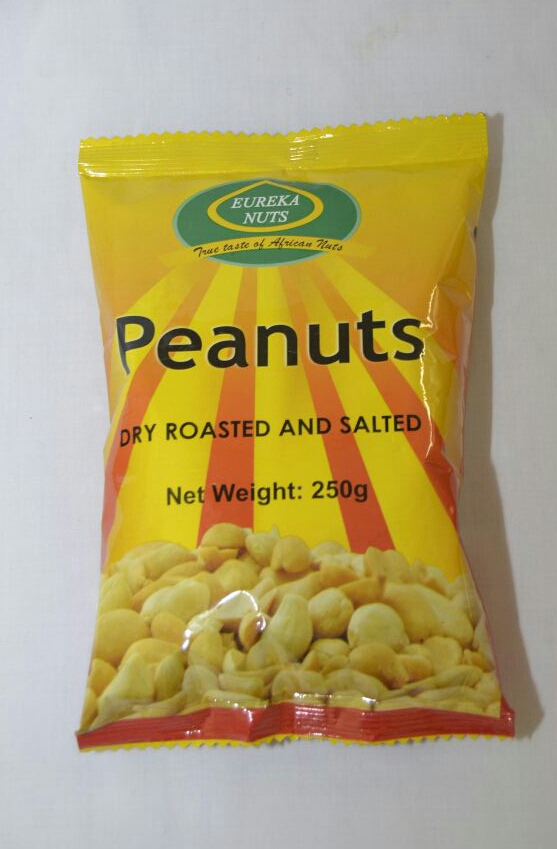 EUREKA
NUTS
True taste of African Nuts
Peanuts
DRY ROASTED AND SALTED
Net Weight: 250g